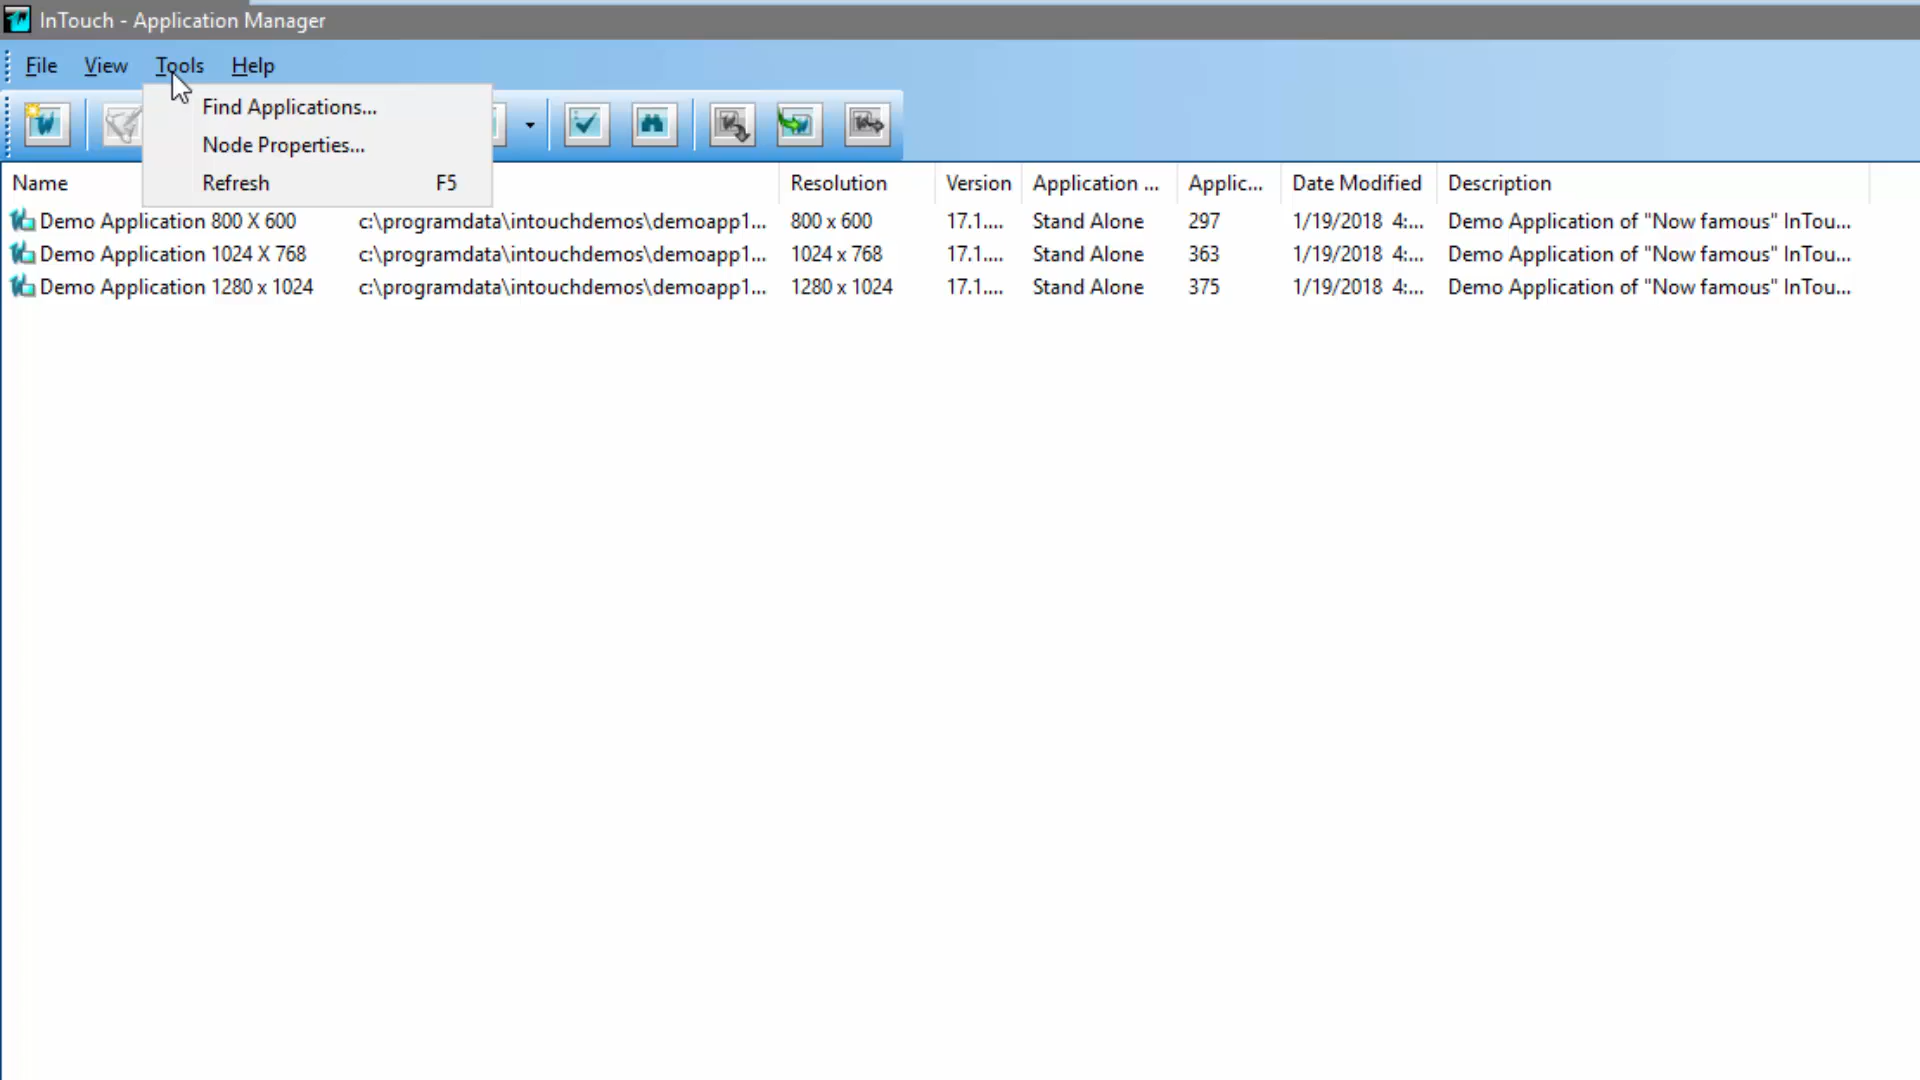 InTouch - Application Manager
File View Tools Help
Find Applications...
Node Properties...
Refresh F5
Name Resolution Version Application ... Applic... Date Modified Description
Demo Application 800 X 600 c:\programdata\intouchdemos\demoapp1... 800 x 600 17.1.... Stand Alone 297 1/19/2018 4:... Demo Application of "Now famous" InTou...
Demo Application 1024 X 768 c:\programdata\intouchdemos\demoapp1... 1024 x 768 17.1.... Stand Alone 363 1/19/2018 4:... Demo Application of "Now famous" InTou...
Demo Application 1280 x 1024 c:\programdata\intouchdemos\demoapp1... 1280 x 1024 17.1.... Stand Alone 375 1/19/2018 4:... Demo Application of "Now famous" InTou...